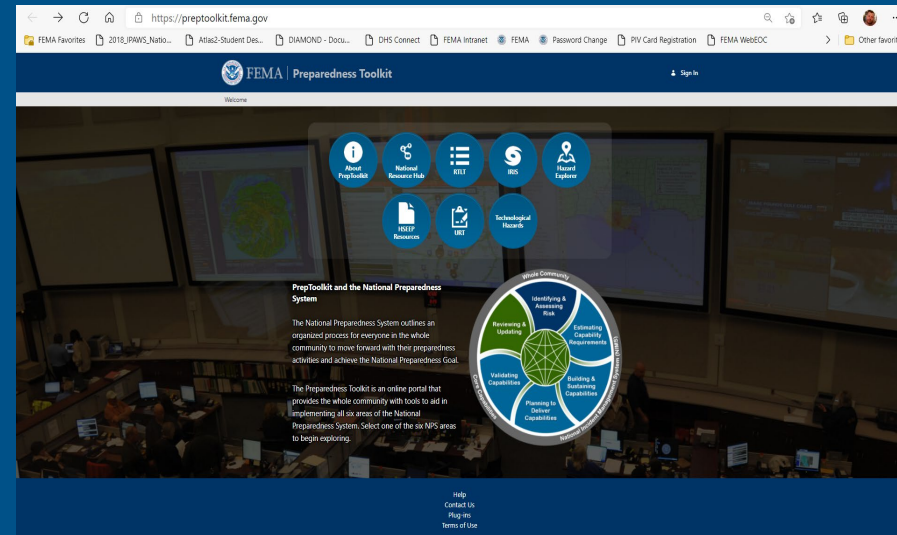 https://preptoolkit.fema.gov
FEMA Favorites
2018_IPAWS_Natio...
Atlas2-Student Des...
DIAMOND - Docu...
DHS Connect
FEMA Intranet
FEMA
Password Change
PIV Card Registration
FEMA WebEOC
Other favorit
FEMA | Preparedness Toolkit
Sign In
Welcome
About
PrepToolkit
National
Resource Hub
RTLT
IRIS
Hazard
Explorer
HSEEP
Resources
URT
Technological
Hazards
PrepToolkit and the National Preparedness
System
The National Preparedness System outlines an
organized process for everyone in the whole
community to move forward with their preparedness
activities and achieve the National Preparedness Goal.
The Preparedness Toolkit is an online portal that
provides the whole community with tools to aid in
implementing all six areas of the National
Preparedness System. Select one of the six NPS areas
to begin exploring.
Whole Community
Identifying &
Assessing
Risk
Estimating
Capability
Requirements
Building &
Sustaining
Capabilities
Planning to
Deliver
Capabilities
Validating
Capabilities
Reviewing &
Updating
National Incident Management System (NIMS)
Core Capabilities
Help
Contact Us
Plug-ins
Terms of Use